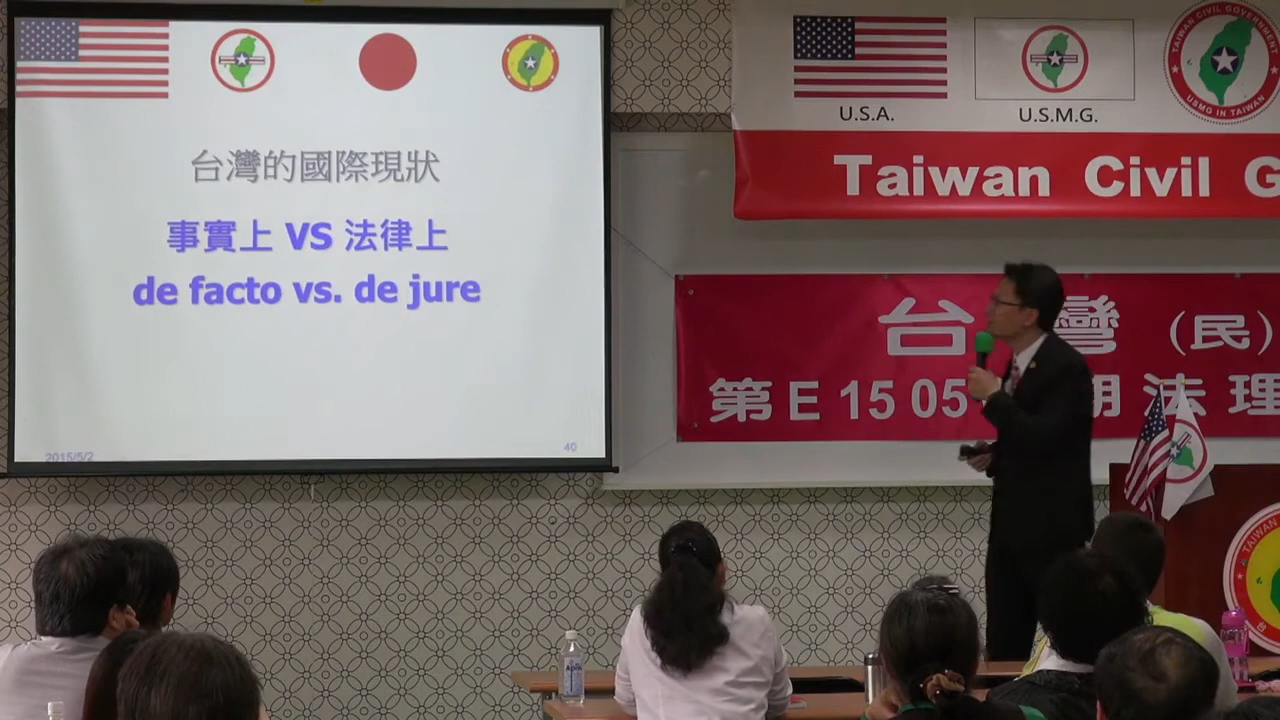 台灣的國際現狀
事實上 VS 法律上
de facto vs. de jure
2015/5/2
40
U.S.A.
U.S.M.G.
TAIWAN CIVIL GOVERNMENT
USMG IN TAIWAN
Taiwan Civil G
台灣(民)
第E 15 05 期法理
TAIWAN